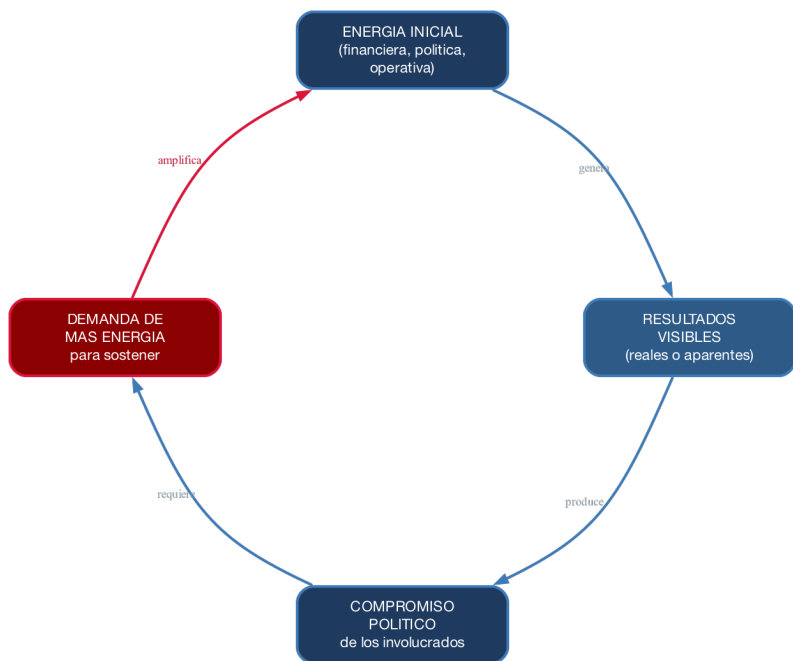 ENERGIA INICIAL
(financiera, politica,
operativa)
amplifica
genera
DEMANDA DE
MAS ENERGIA
para sostener
RESULTADOS
VISIBLES
(reales o aparentes)
requiere
produce
COMPROMISO
POLITICO
de los involucrados